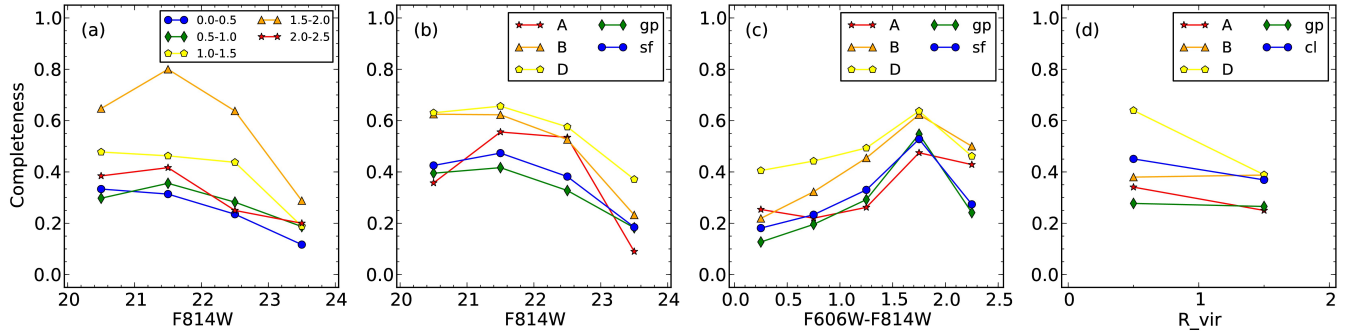 Completeness
(a)
0.0-0.5
0.5-1.0
1.0-1.5
1.5-2.0
2.0-2.5
1.0
0.8
0.6
0.4
0.2
0.0
20 21 22 23 24
F814W
(b)
A
B
D
gp
sf
1.0
0.8
0.6
0.4
0.2
0.0
20 21 22 23 24
F814W
(c)
A
B
D
gp
sf
1.0
0.8
0.6
0.4
0.2
0.0
0.0 0.5 1.0 1.5 2.0 2.5
F606W-F814W
(d)
A
B
D
gp
cl
1.0
0.8
0.6
0.4
0.2
0.0
0 1 2
R_vir